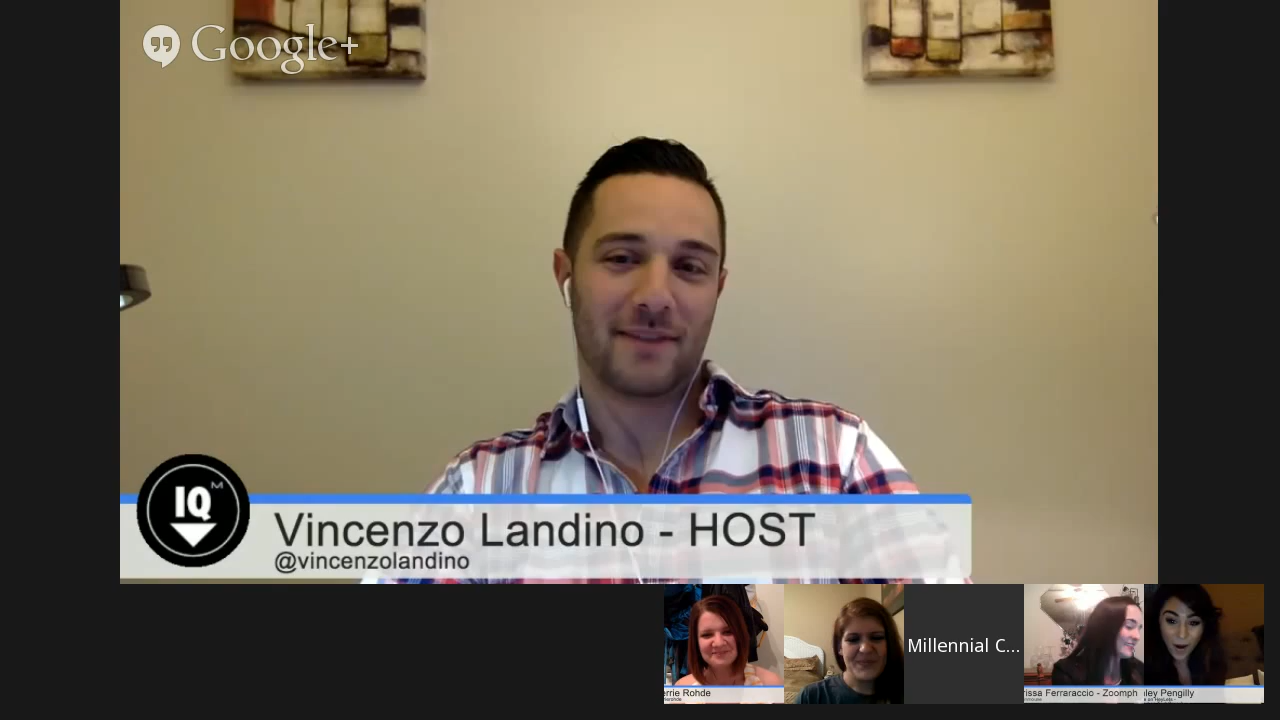 Google+
IQ M
Vincenzo Landino - HOST
@vincenzolandino
Millennial C...
errie Rohde
rissa Ferraraccio - Zoomph
ley Pengilly